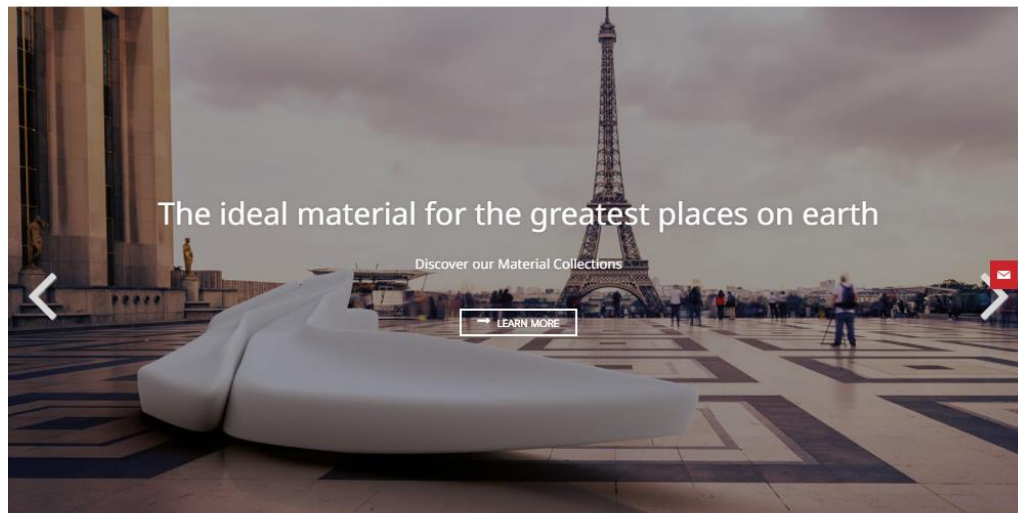 The ideal material for the greatest places on earth
Discover our Material Collections
LEARN MORE